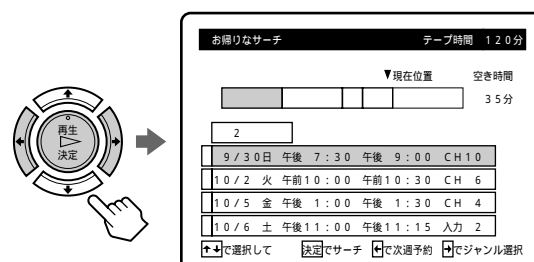 お帰りなサーチ テープ時間 120分
▼現在位置 空き時間
35分
再生
決定
2
9/30日 午後 7:30 午後 9:00 CH10
10/2 火 午前10:00 午前10:30 CH 6
10/5 金 午後 1:00 午後 1:30 CH 4
10/6 土 午後11:00 午後11:15 入力 2
↑↓で選択して 決定でサーチ ←で次週予約 →でジャンル選択